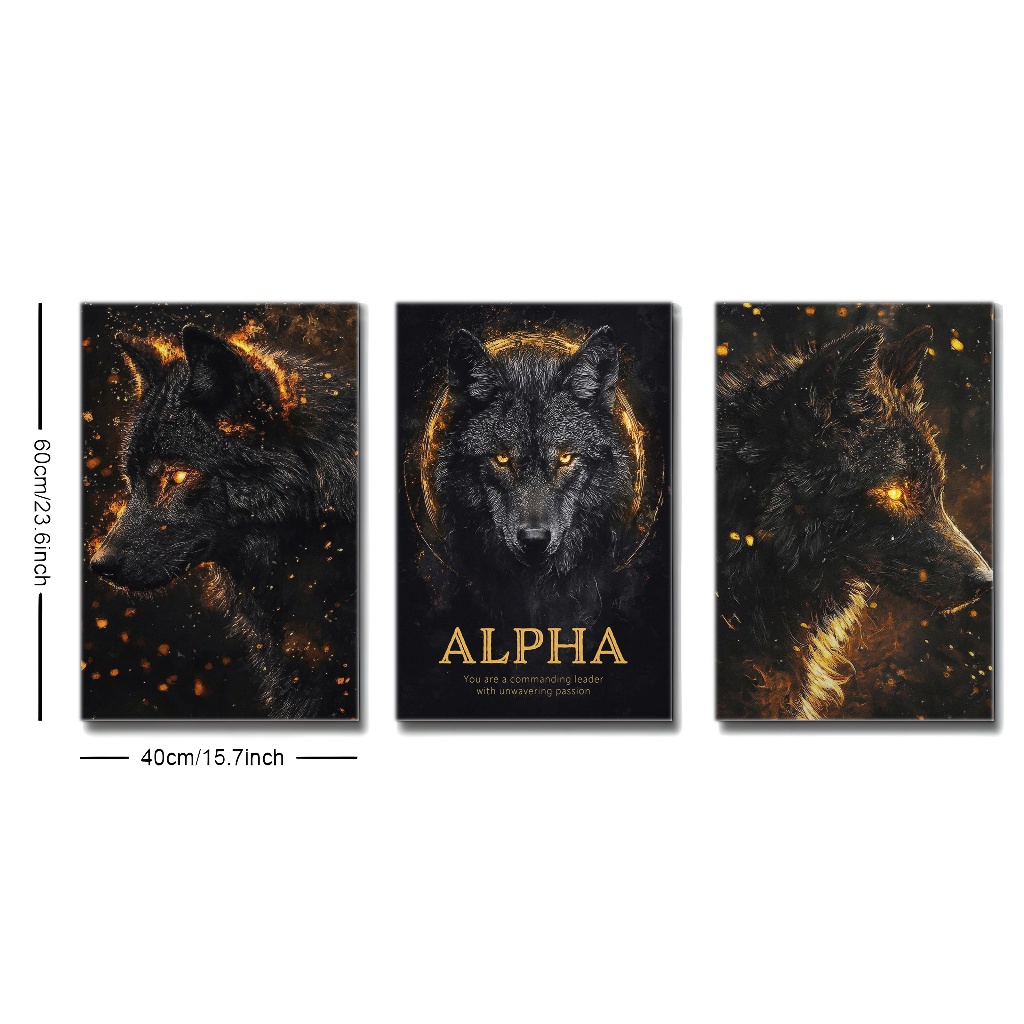 60cm/23.6inch
ALPHA
You are a commanding leader
with unwavering passion
40cm/15.7inch